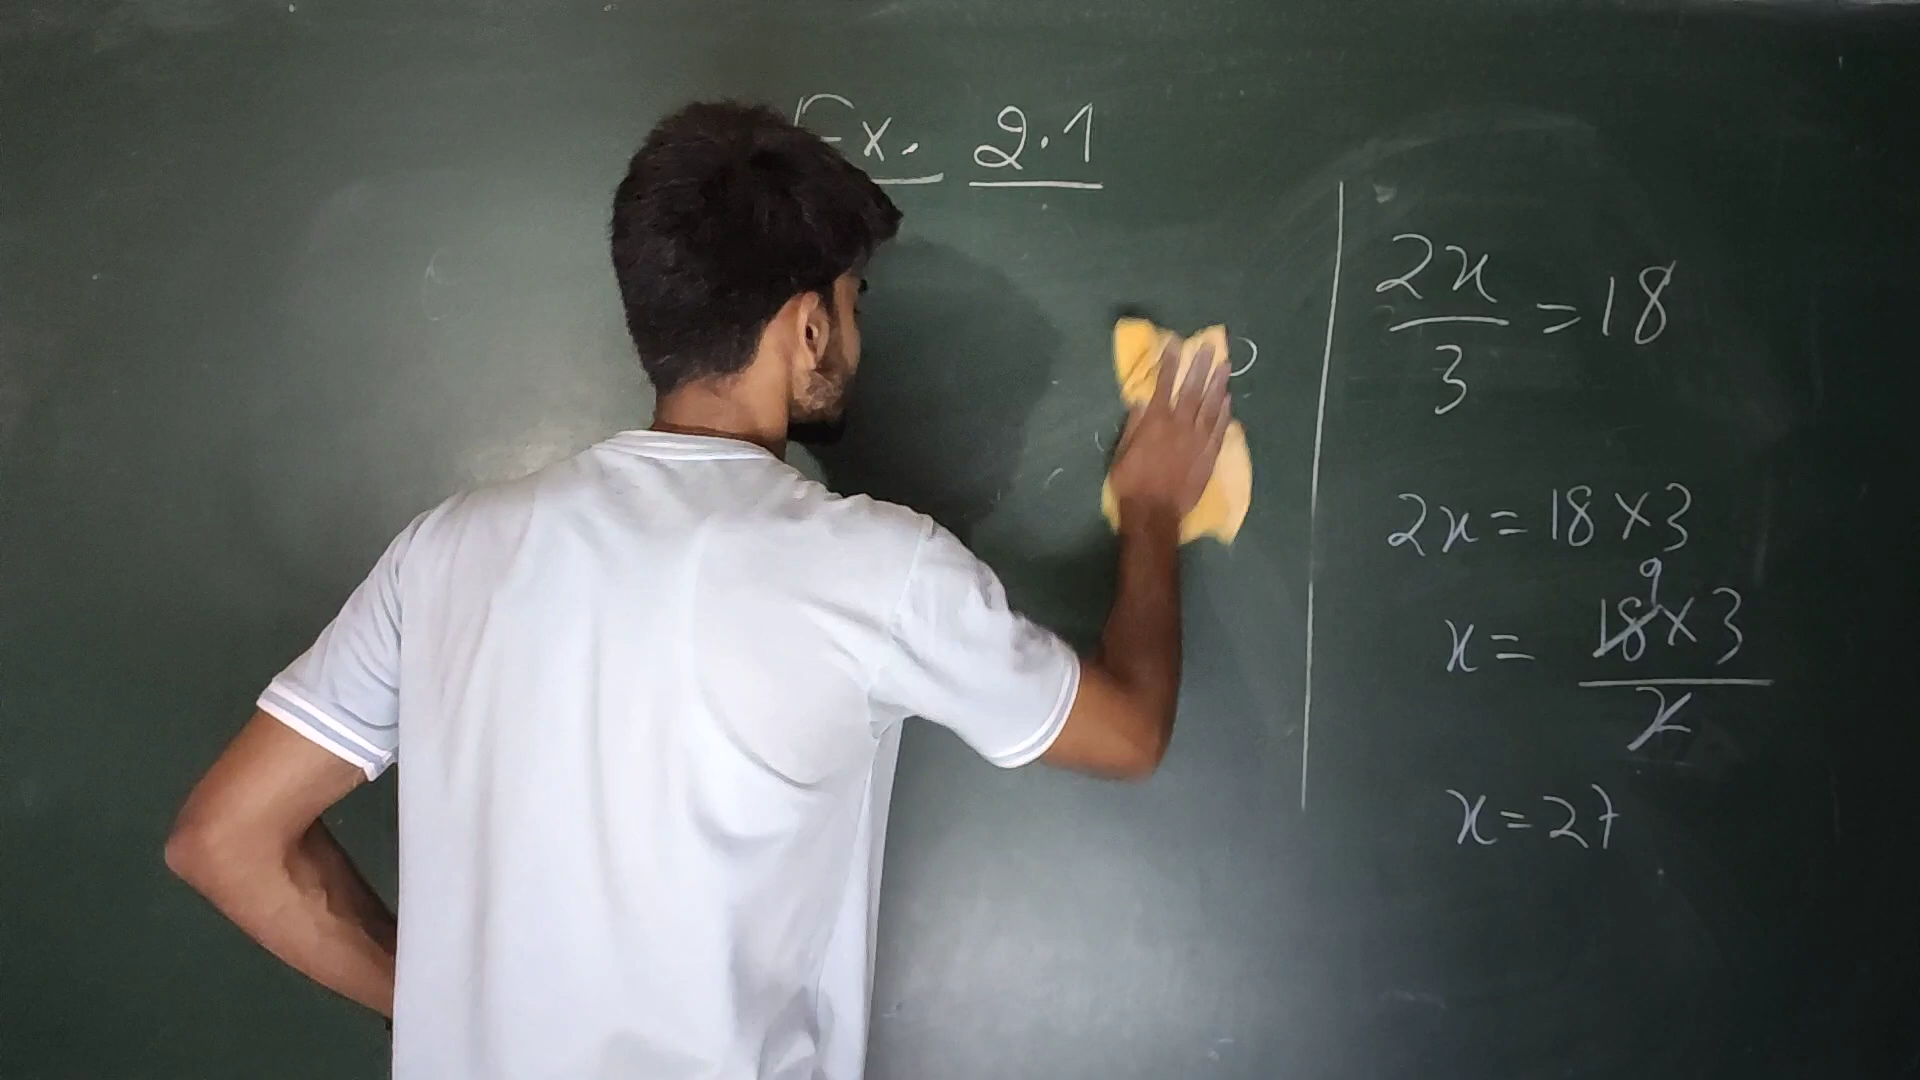 Ex. 2.1
2x/3 = 18
2x = 18 × 3
9
x = 18 × 3 / 2
x = 27